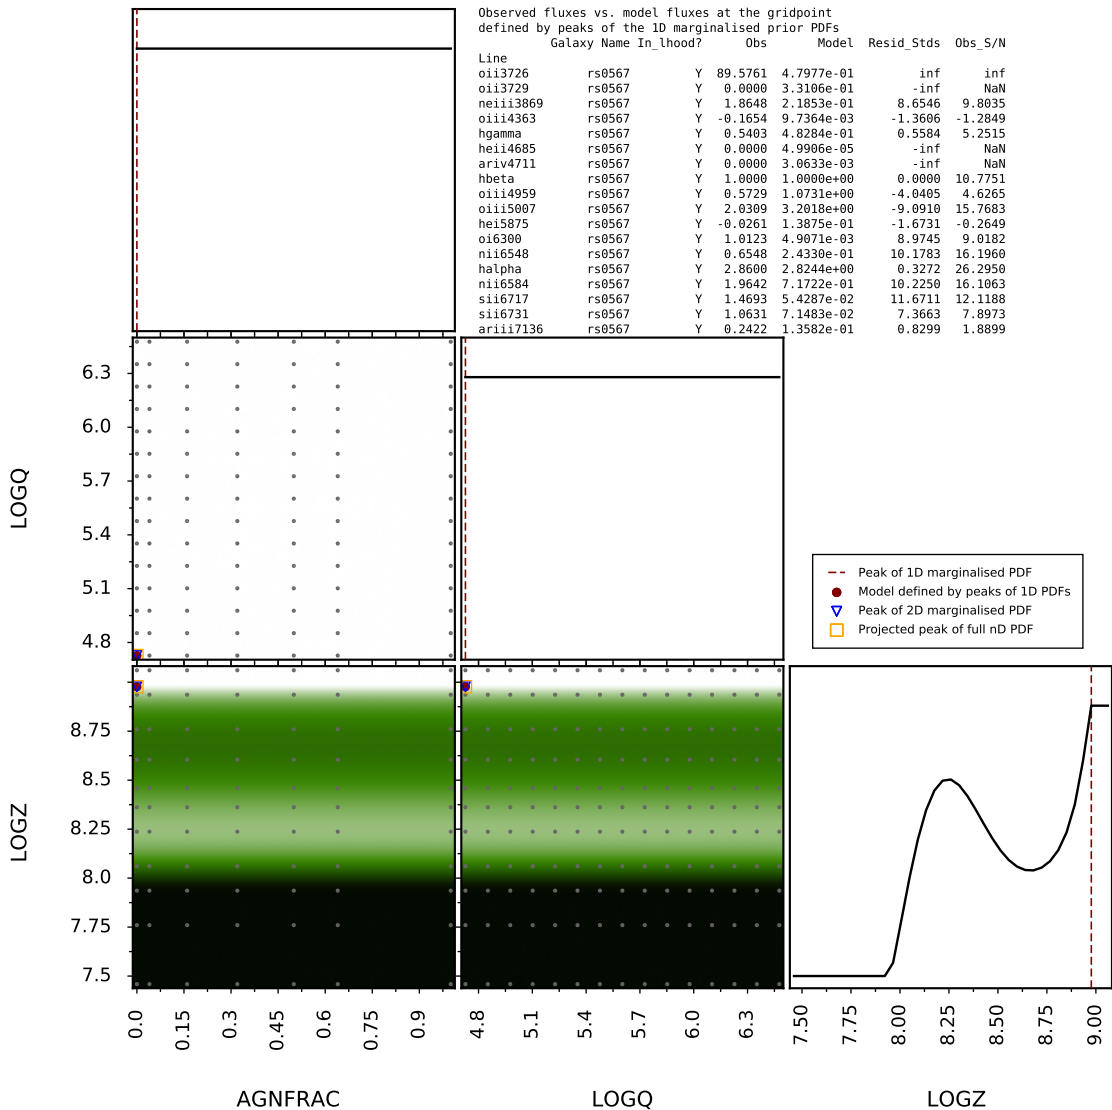 Observed fluxes vs. model fluxes at the gridpoint
defined by peaks of the 1D marginalised prior PDFs
Galaxy Name In_lhood? Obs Model Resid_Stds Obs_S/N
Line
oii3726 rs0567 Y 89.5761 4.7977e-01 inf inf
oii3729 rs0567 Y 0.0000 3.3106e-01 -inf NaN
neiii3869 rs0567 Y 1.8648 2.1853e-01 8.6546 9.8035
oiii4363 rs0567 Y -0.1654 9.7364e-03 -1.3606 -1.2849
hgamma rs0567 Y 0.5403 4.8284e-01 0.5584 5.2515
heii4685 rs0567 Y 0.0000 4.9906e-05 -inf NaN
ariv4711 rs0567 Y 0.0000 3.0633e-03 -inf NaN
hbeta rs0567 Y 1.0000 1.0000e+00 0.0000 10.7751
oiii4959 rs0567 Y 0.5729 1.0731e+00 -4.0405 4.6265
oiii5007 rs0567 Y 2.0309 3.2018e+00 -9.0910 15.7683
hei5875 rs0567 Y -0.0261 1.3875e-01 -1.6731 -0.2649
oi6300 rs0567 Y 1.0123 4.9071e-03 8.9745 9.0182
nii6548 rs0567 Y 0.6548 2.4330e-01 10.1783 16.1960
halpha rs0567 Y 2.8600 2.8244e+00 0.3272 26.2950
nii6584 rs0567 Y 1.9642 7.1722e-01 10.2250 16.1063
sii6717 rs0567 Y 1.4693 5.4287e-02 11.6711 12.1188
sii6731 rs0567 Y 1.0631 7.1483e-02 7.3663 7.8973
ariii7136 rs0567 Y 0.2422 1.3582e-01 0.8299 1.8899
LOGQ
6.3
6.0
5.7
5.4
5.1
4.8
Peak of 1D marginalised PDF
Model defined by peaks of 1D PDFs
Peak of 2D marginalised PDF
Projected peak of full nD PDF
LOGZ
8.75
8.5
8.25
8.0
7.75
7.5
0.0 0.15 0.3 0.45 0.6 0.75 0.9
4.8 5.1 5.4 5.7 6.0 6.3
7.50 7.75 8.00 8.25 8.50 8.75 9.00
AGNFRAC LOGQ LOGZ